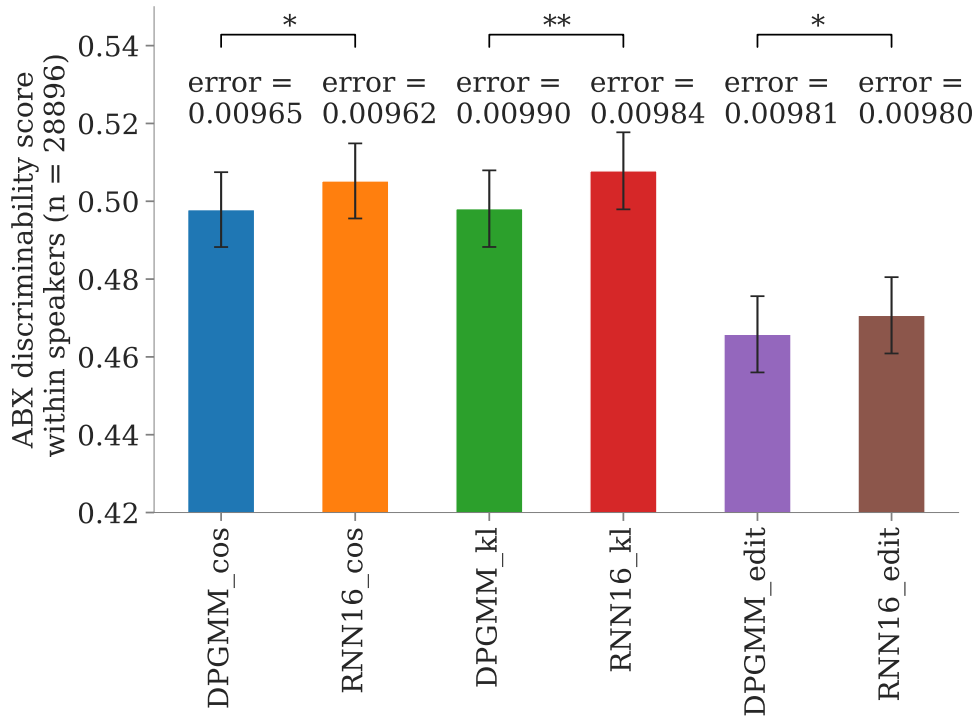 * ** *
error = error = error = error = error = error =
0.00965 0.00962 0.00990 0.00984 0.00981 0.00980
ABX discriminability score
within speakers (n = 28896)
0.54
0.52
0.50
0.48
0.46
0.44
0.42
DPGMM_cos
RNN16_cos
DPGMM_kl
RNN16_kl
DPGMM_edit
RNN16_edit